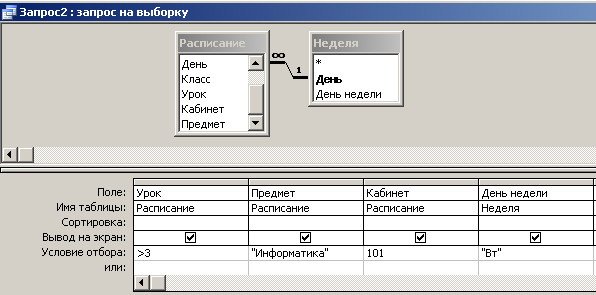 Запрос2 : запрос на выборку
Расписание
День
Класс
Урок
Кабинет
Предмет
∞
1
Неделя
*
День
День недели
Поле: Урок Предмет Кабинет День недели
Имя таблицы: Расписание Расписание Расписание Неделя
Сортировка:
Вывод на экран:
Условие отбора: >3 "Информатика" 101 "Вт"
или: